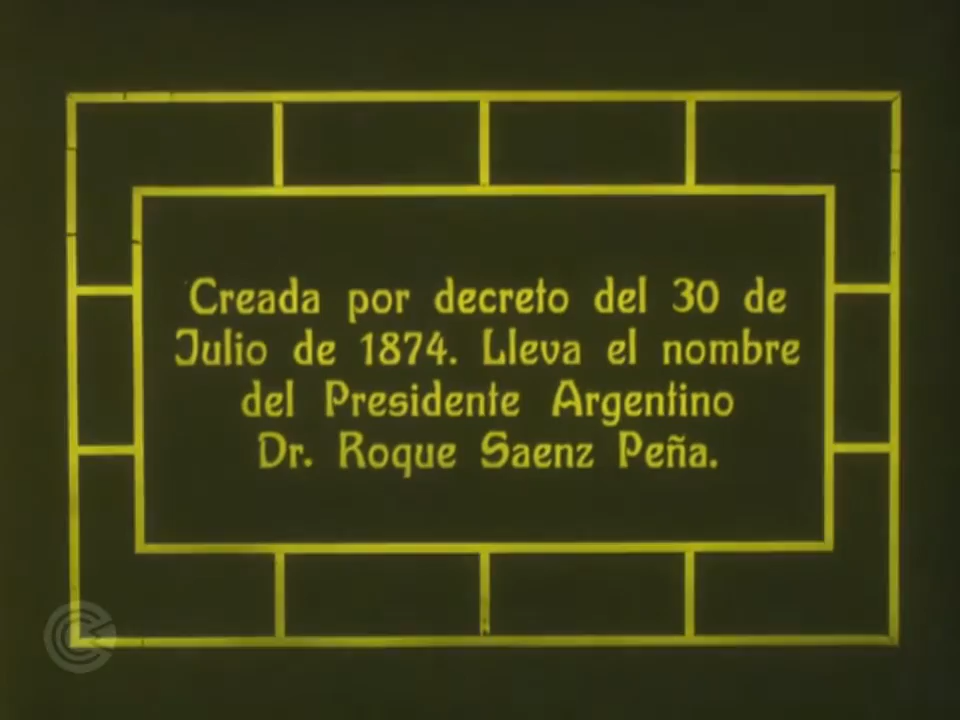 Creada por decreto del 30 de
Julio de 1874. Lleva el nombre
del Presidente Argentino
Dr. Roque Saenz Peña.